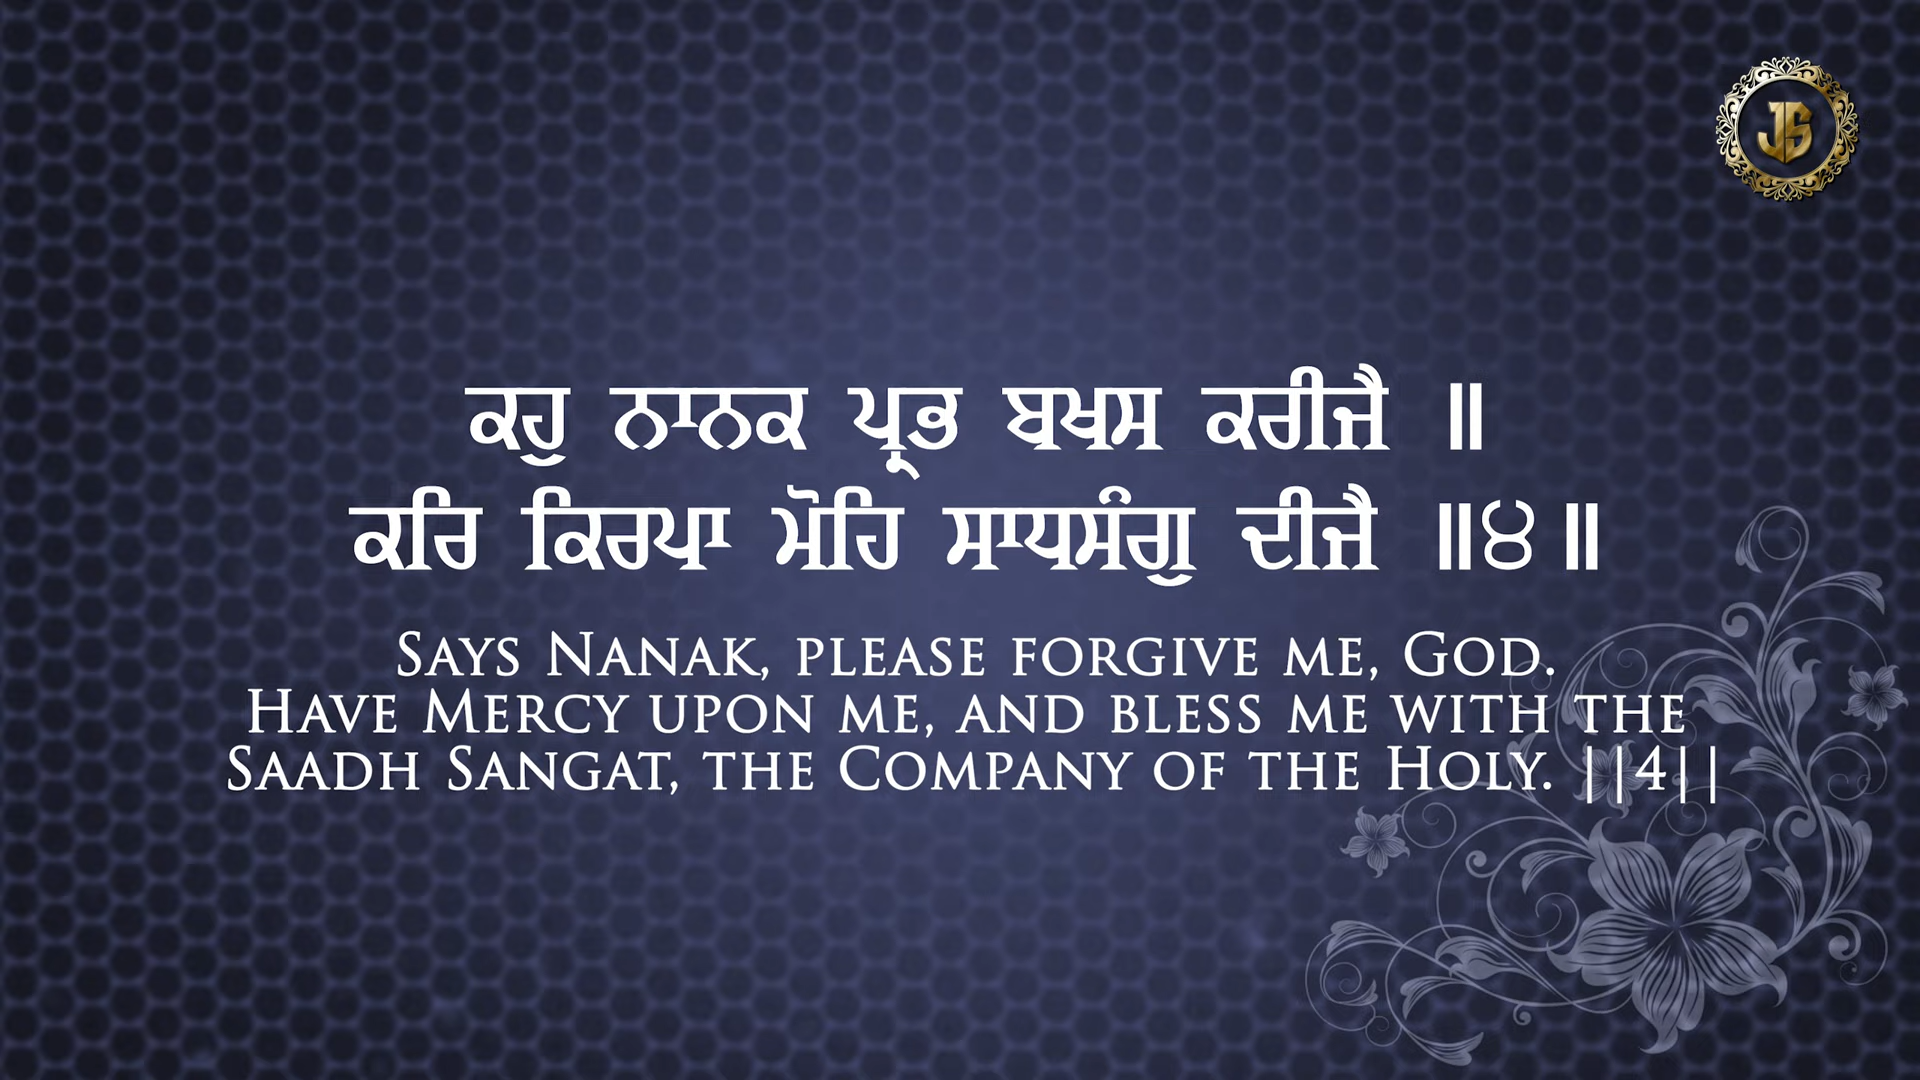 JS
ਕਹੁ ਨਾਨਕ ਪ੍ਰਭ ਬਖਸ ਕਰੀਜੈ ॥
ਕਰਿ ਕਿਰਪਾ ਮੋਹਿ ਸਾਧਸੰਗੁ ਦੀਜੈ ॥੪॥
Says Nanak, please forgive me, God.
Have Mercy upon me, and bless me with the
Saadh Sangat, the Company of the Holy. ||4||